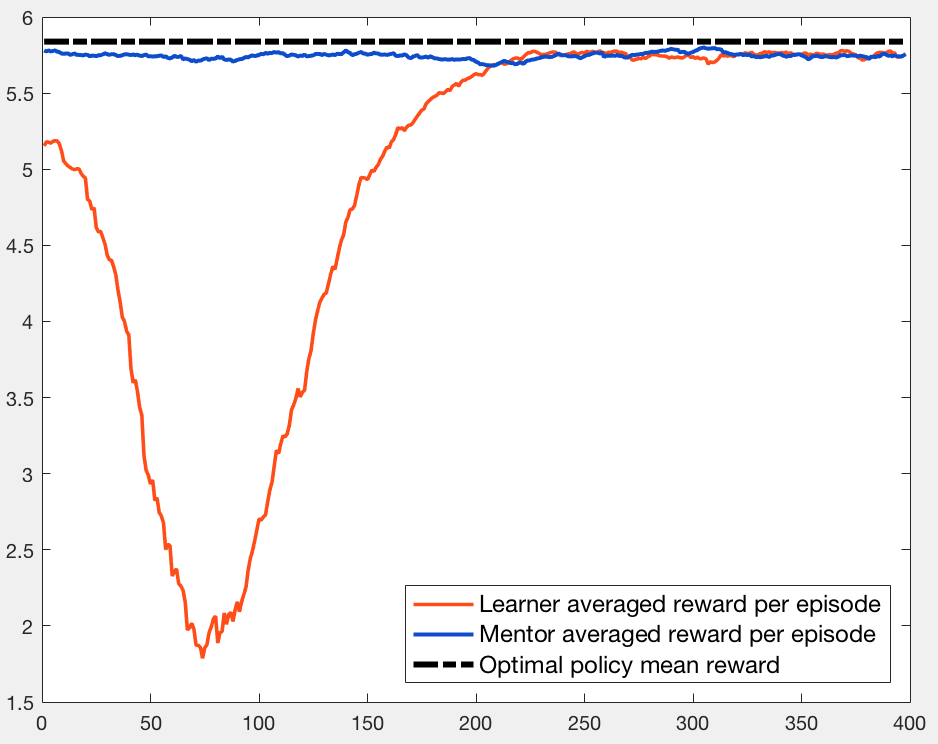 6
5.5
5
4.5
4
3.5
3
2.5
2
1.5
Learner averaged reward per episode
Mentor averaged reward per episode
Optimal policy mean reward
0 50 100 150 200 250 300 350 400